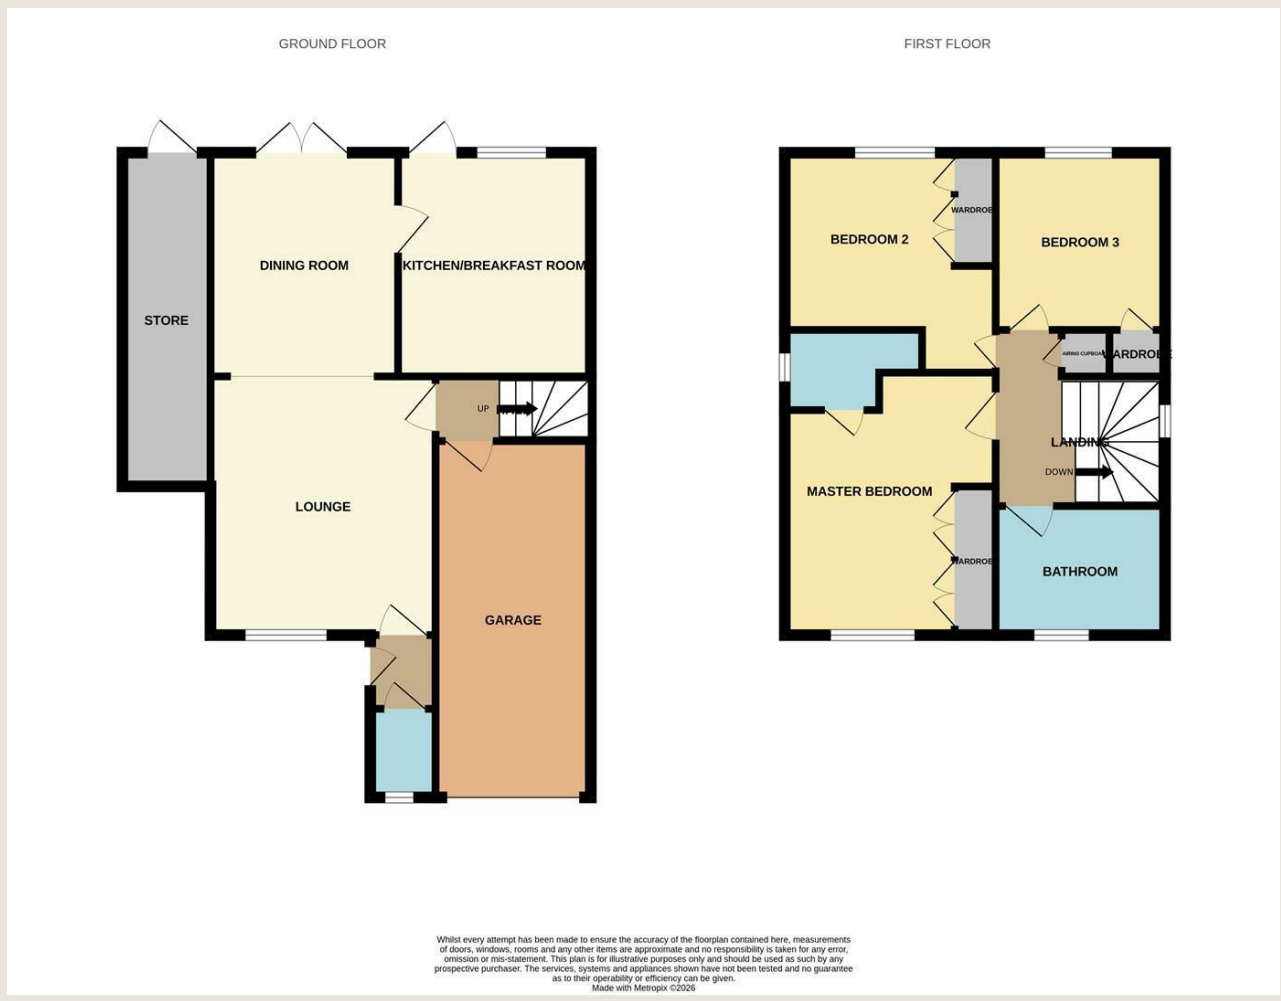 GROUND FLOOR
FIRST FLOOR
DINING ROOM
KITCHEN/BREAKFAST ROOM
STORE
UP
LOUNGE
GARAGE
BEDROOM 2
WARDROBE
BEDROOM 3
AIRING CUPBOARD
WARDROBE
LANDING
DOWN
MASTER BEDROOM
WARDROBE
BATHROOM
Whilst every attempt has been made to ensure the accuracy of the floorplan contained here, measurements
of doors, windows, rooms and any other items are approximate and no responsibility is taken for any error,
omission or mis-statement. This plan is for illustrative purposes only and should be used as such by any
prospective purchaser. The services, systems and appliances shown have not been tested and no guarantee
as to their operability or efficiency can be given.
Made with Metropix ©2026